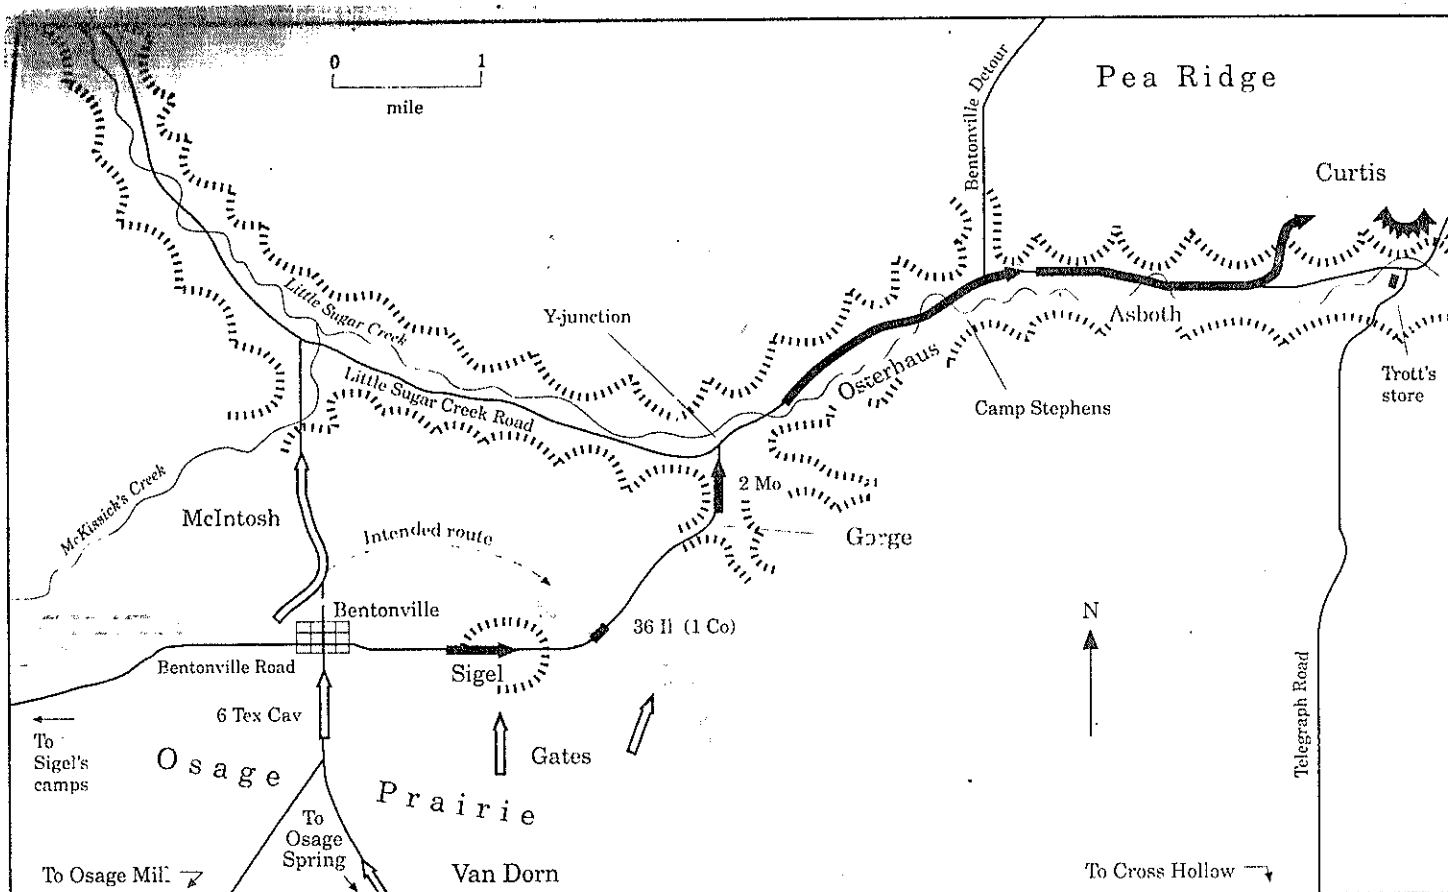 0 1
mile
Bentonville Detour
Pea Ridge
Curtis
Little Sugar Creek
Y-junction
Asboth
Little Sugar Creek Road
Osterhaus
Trott's
store
Camp Stephens
McKissick's Creek
2 Mo
McIntosh
Intended route
Gorge
Bentonville
36 Il (1 Co)
N
Bentonville Road
Sigel
Telegraph Road
6 Tex Cav
To
Sigel's
camps
Gates
Osage
Prairie
To
Osage
Spring
To Osage Mill
Van Dorn
To Cross Hollow